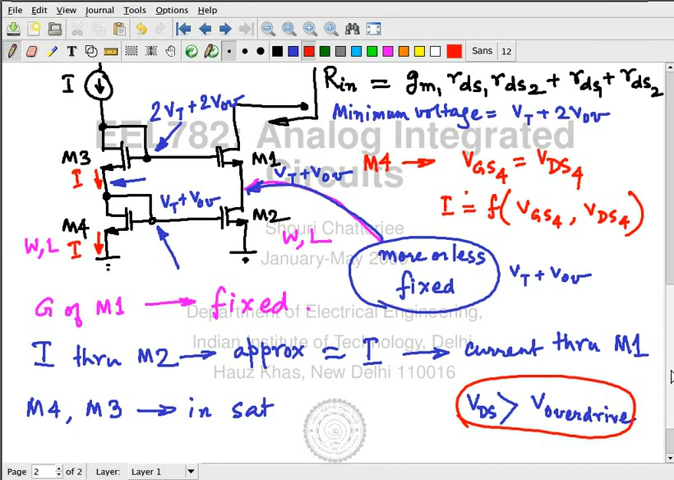 File Edit View Journal Tools Options Help
Sans 12
I
2VT + 2VOV
Rin = gm1 rds1 rds2 + rds1 + rds2
Minimum voltage = VT + 2VOV
EEL782: Analog Integrated
Circuits
M3
M1
M4 → VGS4 = VDS4
I
VT + VOV
VT + VOV
I = f(VGS4, VDS4)
M4
M2
Shouri Chatterjee
W, L
I
W, L
January-May 20
more or less
fixed
VT + VOV
G of M1 → fixed.
Department of Electrical Engineering,
Indian Institute of Technology, Delhi
I thru M2 → approx = I → current thru M1
Hauz Khas, New Delhi 110016
M4, M3 → in sat
VDS > Voverdrive
Page 2 of 2 Layer: Layer 1